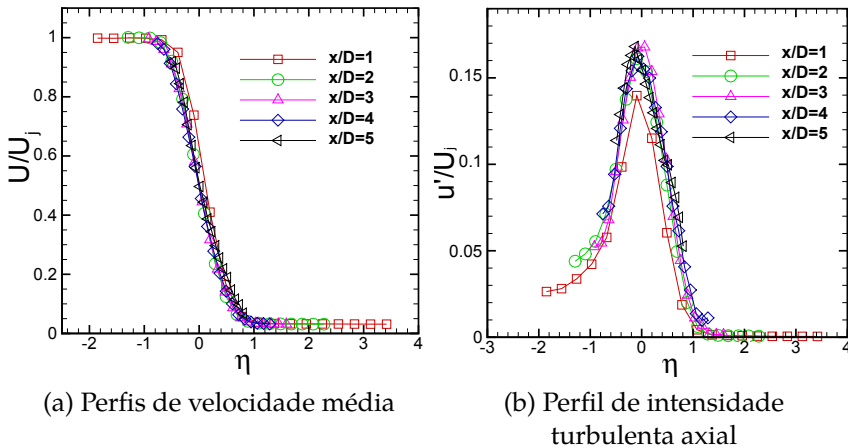 1
0.8
0.6
0.4
0.2
0
U/Uj
-2
-1
0
1
2
3
4
η
x/D=1
x/D=2
x/D=3
x/D=4
x/D=5
(a) Perfis de velocidade média
0.15
0.1
0.05
0
u'/Uj
-3
-2
-1
0
1
2
3
4
η
x/D=1
x/D=2
x/D=3
x/D=4
x/D=5
(b) Perfil de intensidade
turbulenta axial